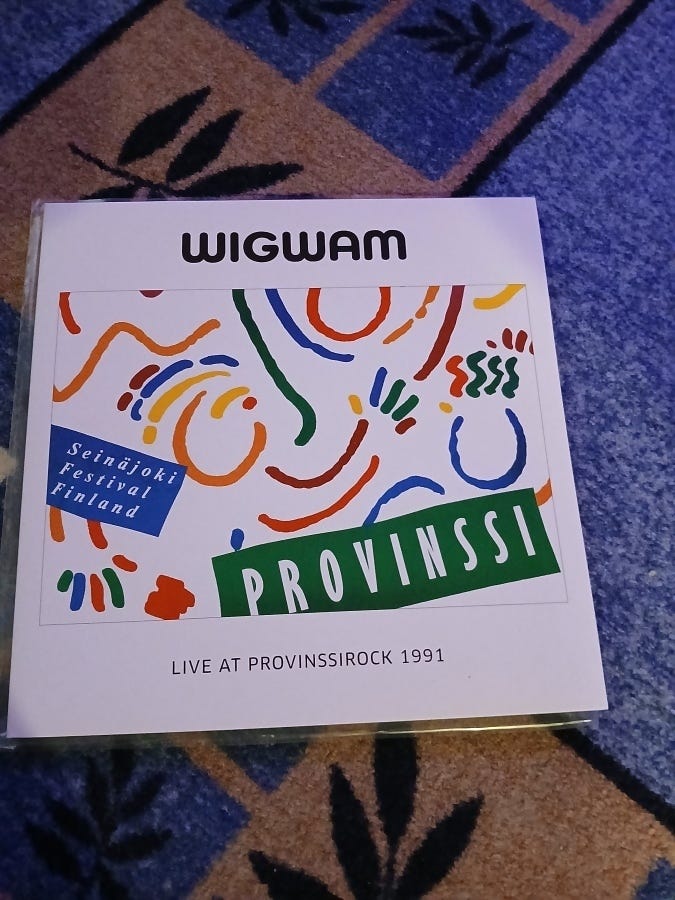 WIGWAM
Seinäjoki
Festival
Finland
PROVINSSI
LIVE AT PROVINSSIROCK 1991